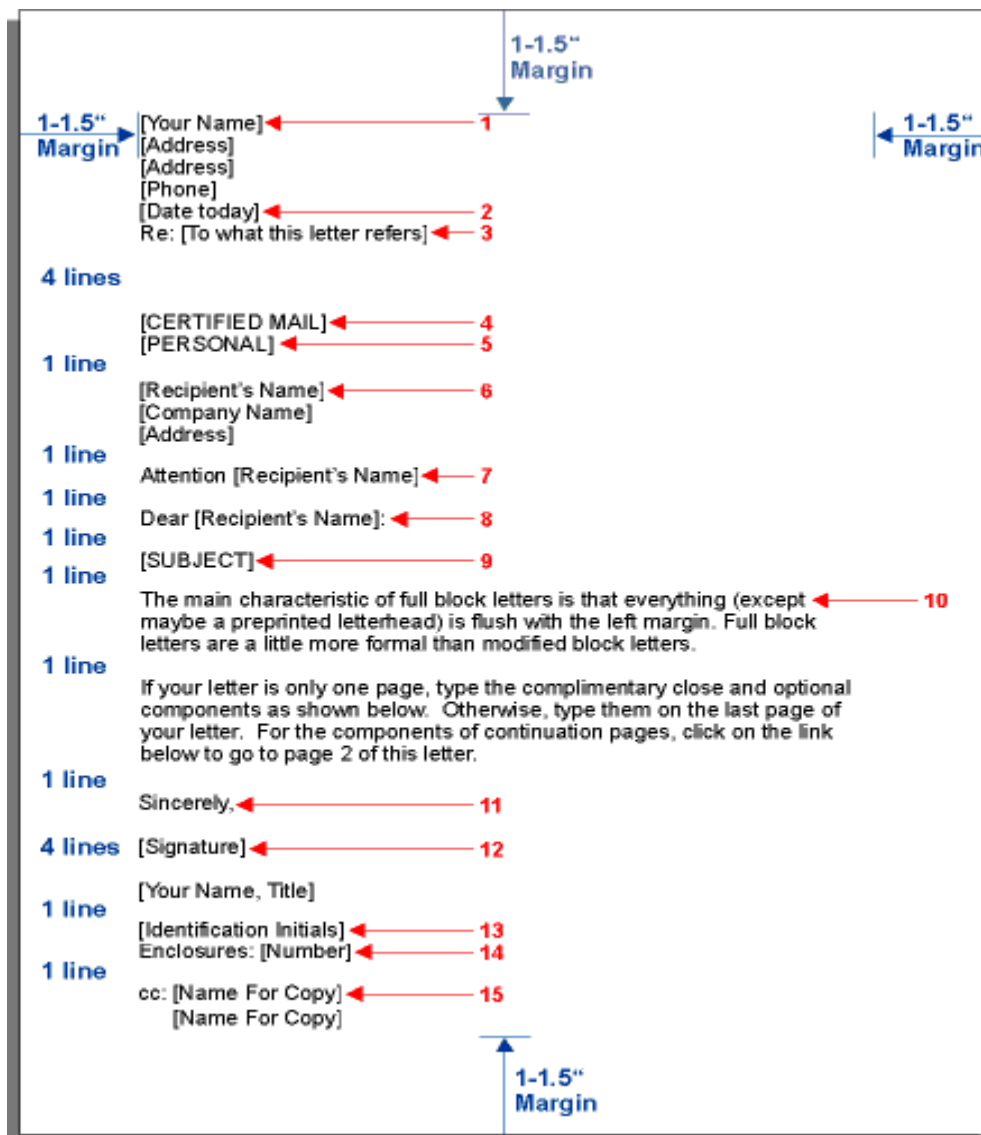 1-1.5“
Margin
1-1.5“
Margin
[Your Name]
1
1-1.5“
Margin
[Address]
[Address]
[Phone]
[Date today]
2
Re: [To what this letter refers]
3
4 lines
[CERTIFIED MAIL]
4
[PERSONAL]
5
1 line
[Recipient's Name]
6
[Company Name]
[Address]
1 line
Attention [Recipient's Name]
7
1 line
Dear [Recipient's Name]:
8
1 line
[SUBJECT]
9
1 line
The main characteristic of full block letters is that everything (except
10
maybe a preprinted letterhead) is flush with the left margin. Full block
letters are a little more formal than modified block letters.
1 line
If your letter is only one page, type the complimentary close and optional
components as shown below.  Otherwise, type them on the last page of
your letter.  For the components of continuation pages, click on the link
below to go to page 2 of this letter.
1 line
Sincerely,
11
4 lines
[Signature]
12
[Your Name, Title]
1 line
[Identification Initials]
13
Enclosures: [Number]
14
1 line
cc: [Name For Copy]
15
[Name For Copy]
1-1.5“
Margin